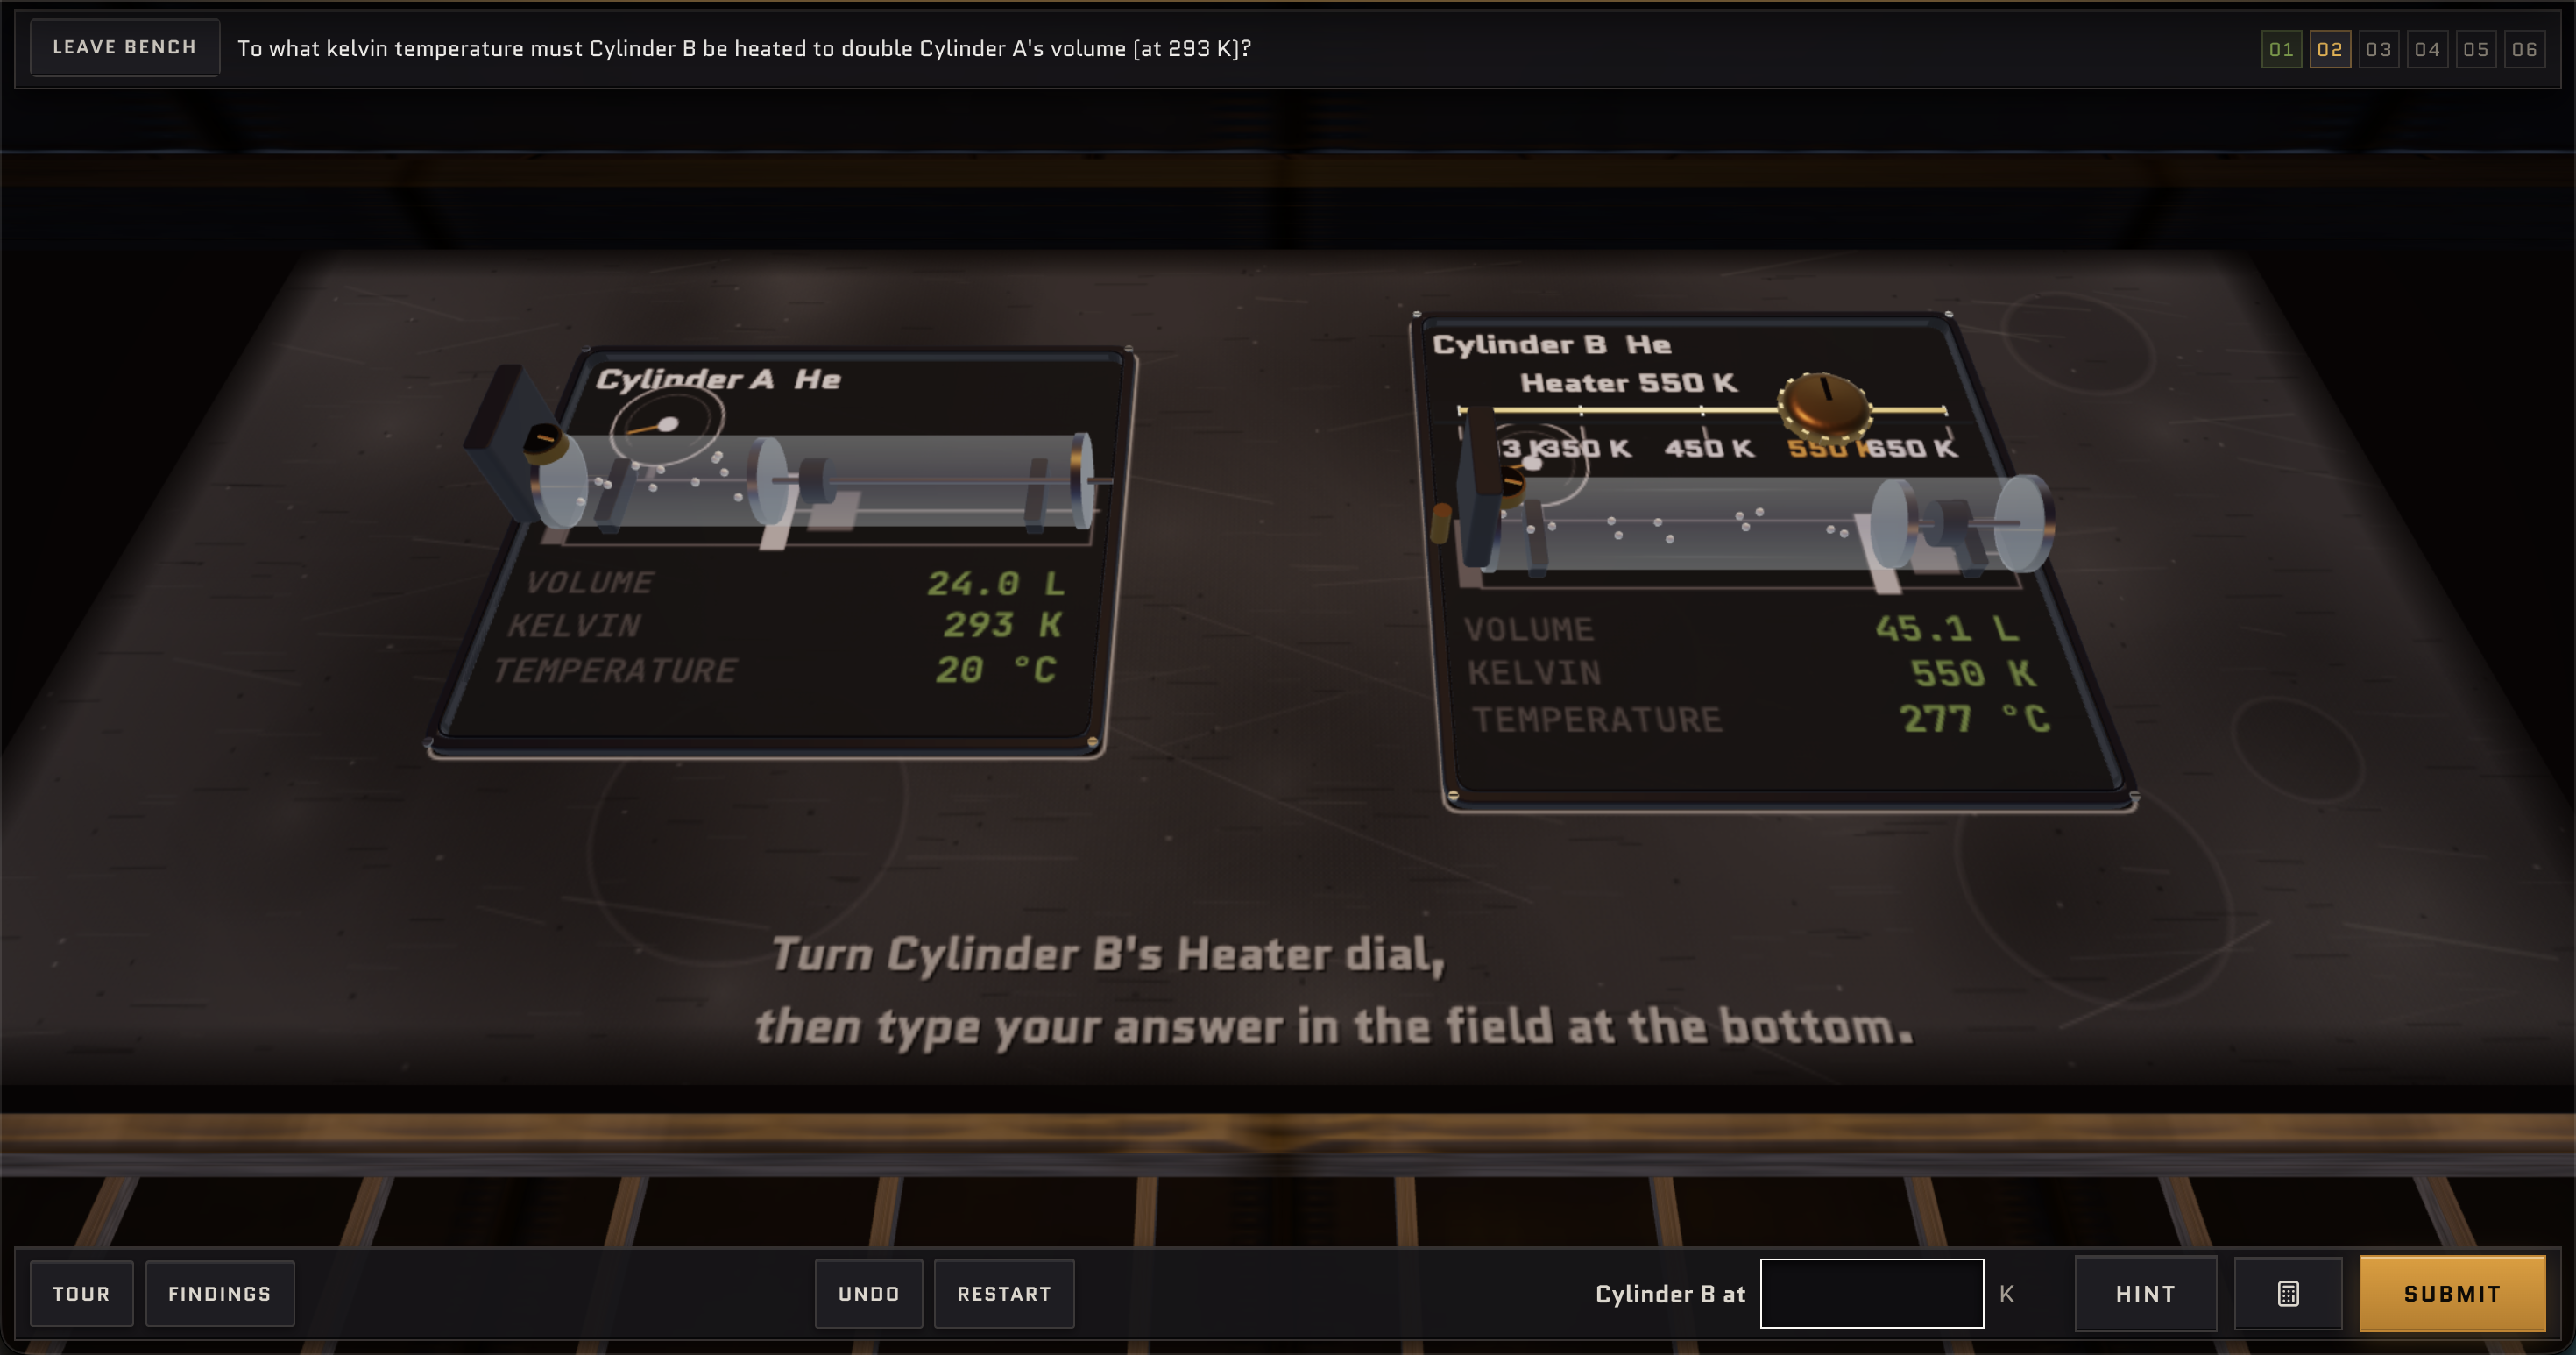 LEAVE BENCH
To what kelvin temperature must Cylinder B be heated to double Cylinder A's volume (at 293 K)?
01 02 03 04 05 06
Cylinder A He
VOLUME 24.0 L
KELVIN 293 K
TEMPERATURE 20 °C
Cylinder B He
Heater 550 K
3 K 350 K 450 K 550 K 650 K
VOLUME 45.1 L
KELVIN 550 K
TEMPERATURE 277 °C
Turn Cylinder B's Heater dial,
then type your answer in the field at the bottom.
TOUR
FINDINGS
UNDO
RESTART
Cylinder B at K
HINT
SUBMIT